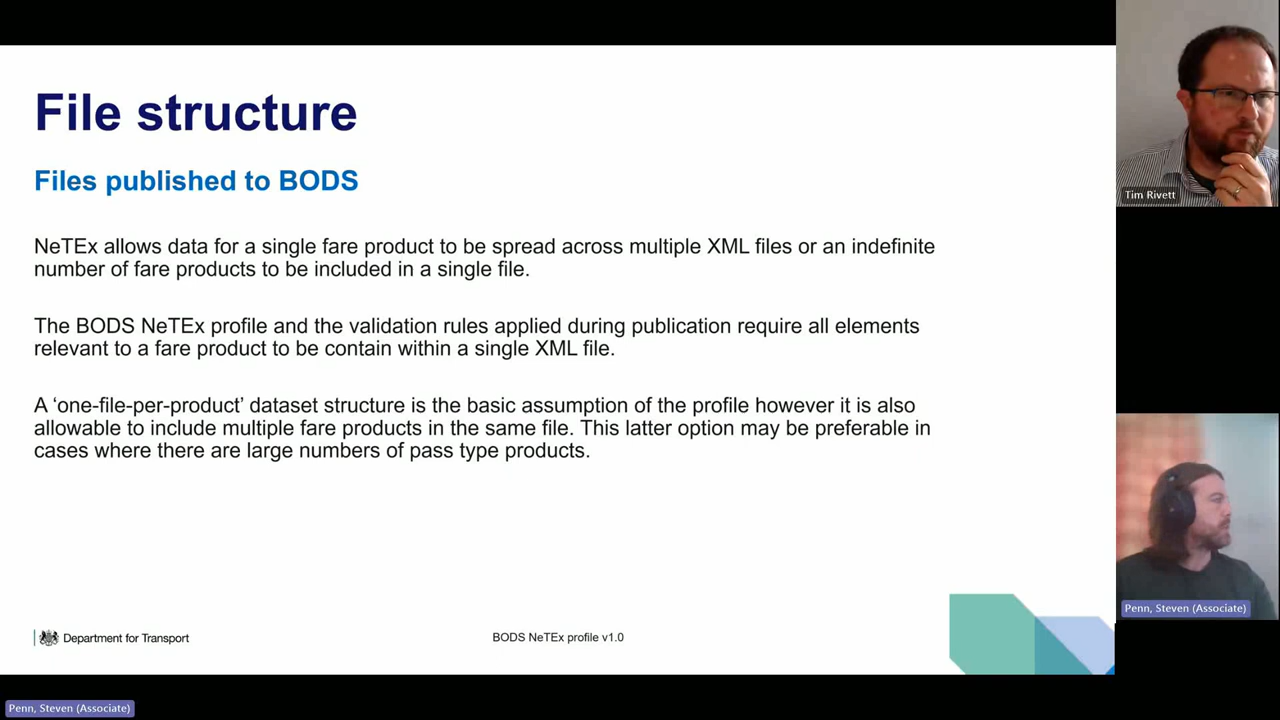 File structure
Files published to BODS
NeTEx allows data for a single fare product to be spread across multiple XML files or an indefinite
number of fare products to be included in a single file.
The BODS NeTEx profile and the validation rules applied during publication require all elements
relevant to a fare product to be contain within a single XML file.
A ‘one-file-per-product’ dataset structure is the basic assumption of the profile however it is also
allowable to include multiple fare products in the same file. This latter option may be preferable in
cases where there are large numbers of pass type products.
Department for Transport
BODS NeTEx profile v1.0
Tim Rivett
Penn, Steven (Associate)
Penn, Steven (Associate)